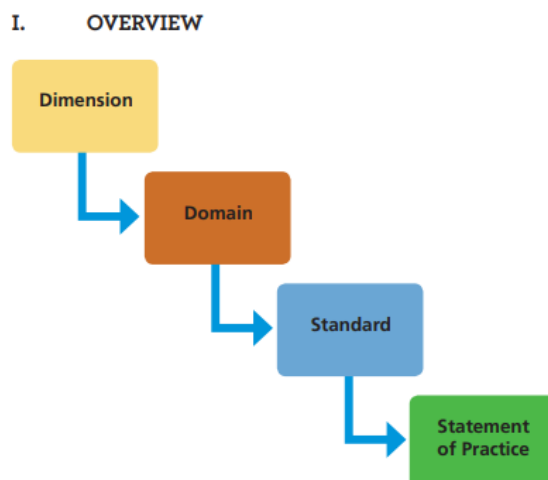 I. OVERVIEW
Dimension
Domain
Standard
Statement
of Practice